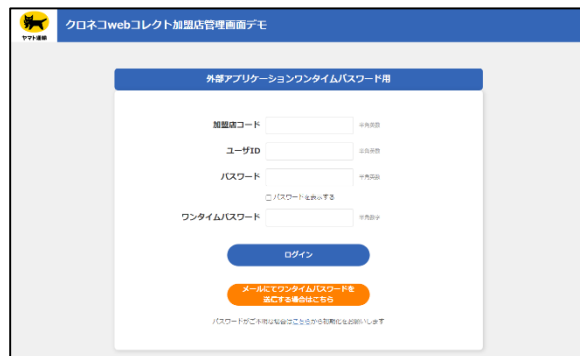 クロネコwebコレクト加盟店管理画面デモ
ヤマト運輸
外部アプリケーションワンタイムパスワード用
加盟店コード
半角英数
ユーザID
半角英数
パスワード
半角英数
パスワードを表示する
ワンタイムパスワード
半角数字
ログイン
メールにてワンタイムパスワードを
送信する場合はこちら
パスワードがご不明な場合はこちらから初期化をお願いします